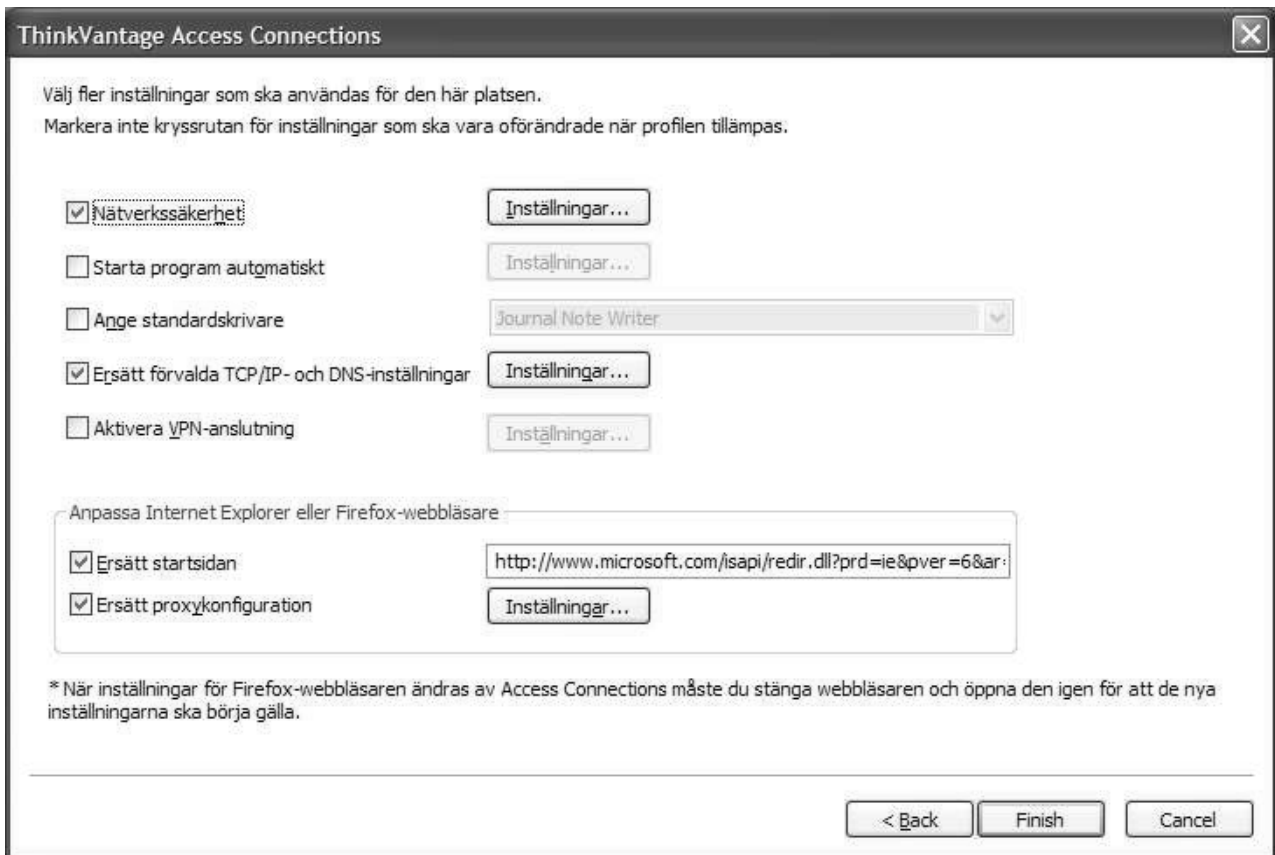 ThinkVantage Access Connections
Välj fler inställningar som ska användas för den här platsen.
Markera inte kryssrutan för inställningar som ska vara oförändrade när profilen tillämpas.
Nätverkssäkerhet
Inställningar...
Starta program automatiskt
Inställningar...
Ange standardskrivare
Journal Note Writer
Ersätt förvalda TCP/IP- och DNS-inställningar
Inställningar...
Aktivera VPN-anslutning
Inställningar...
Anpassa Internet Explorer eller Firefox-webbläsare
Ersätt startsidan
http://www.microsoft.com/isapi/redir.dll?prd=ie&pver=6&ar
Ersätt proxykonfiguration
Inställningar...
* När inställningar för Firefox-webbläsaren ändras av Access Connections måste du stänga webbläsaren och öppna den igen för att de nya
inställningarna ska börja gälla.
< Back
Finish
Cancel